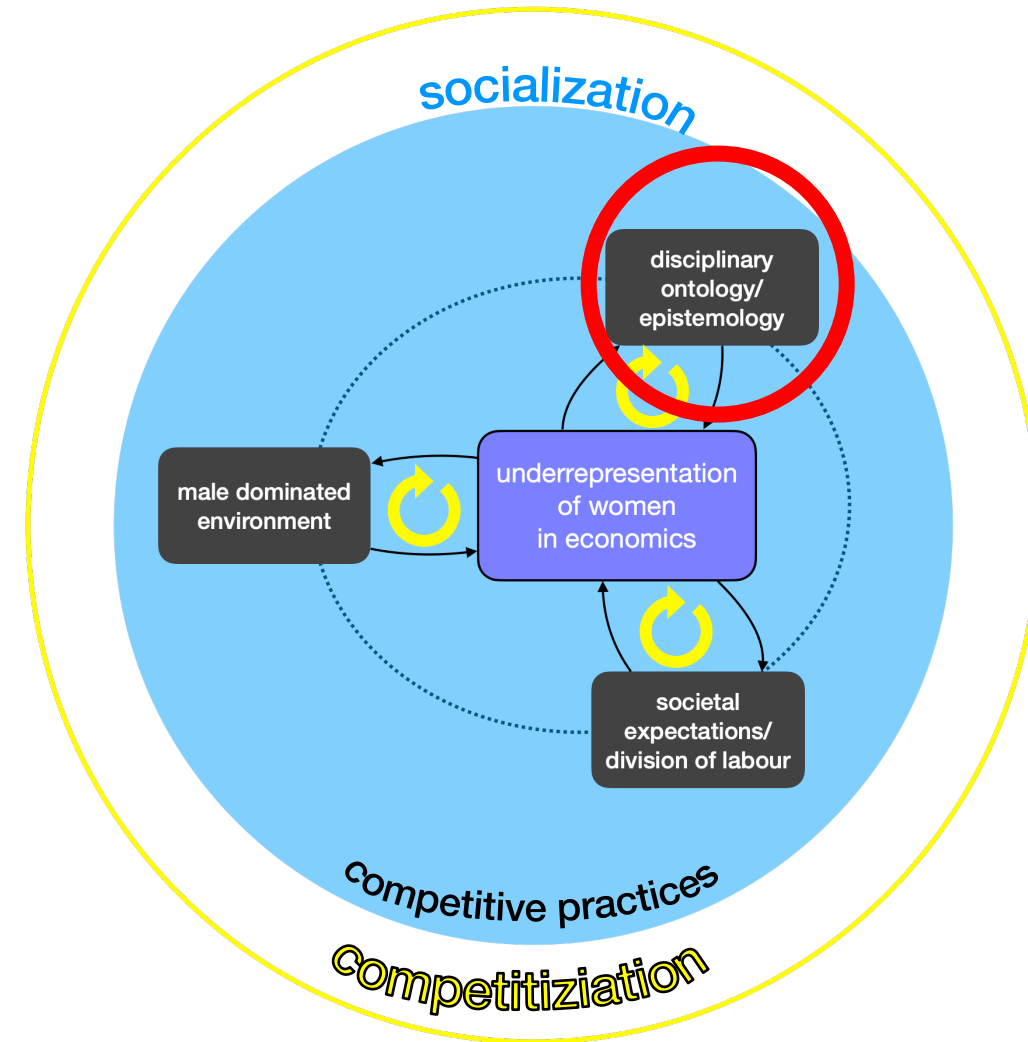 socialization
disciplinary
ontology/
epistemology
male dominated
environment
underrepresentation
of women
in economics
societal
expectations/
division of labour
competitive practices
competitiziation